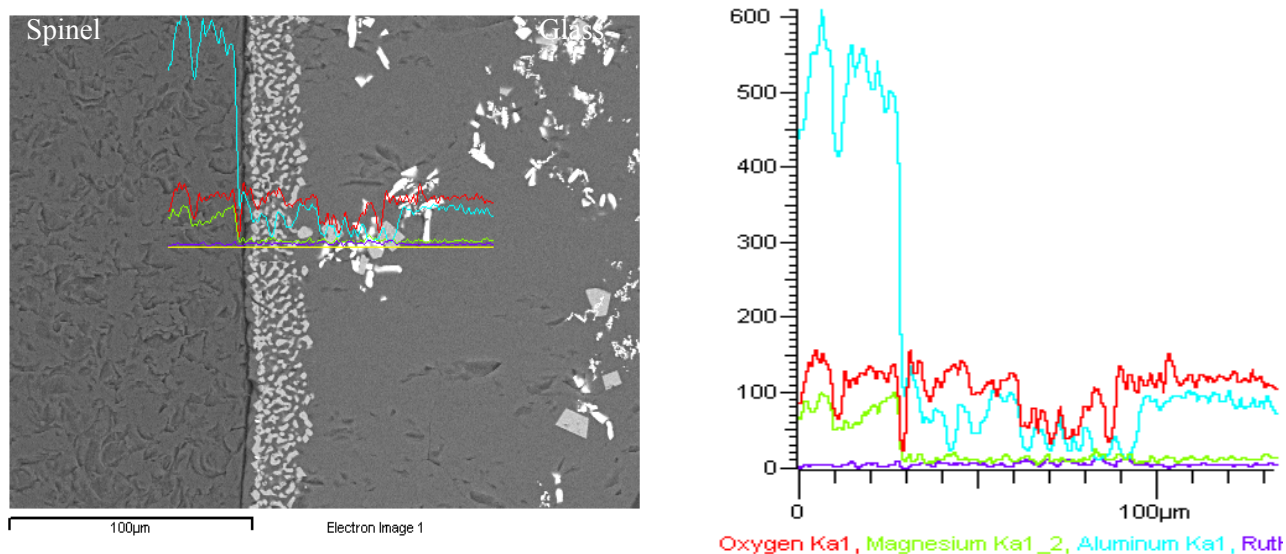 Spinel
Glass
100μm
Electron Image 1
600
500
400
300
200
100
0
0
100μm
Oxygen Ka1, Magnesium Ka1_2, Aluminum Ka1, Ruth